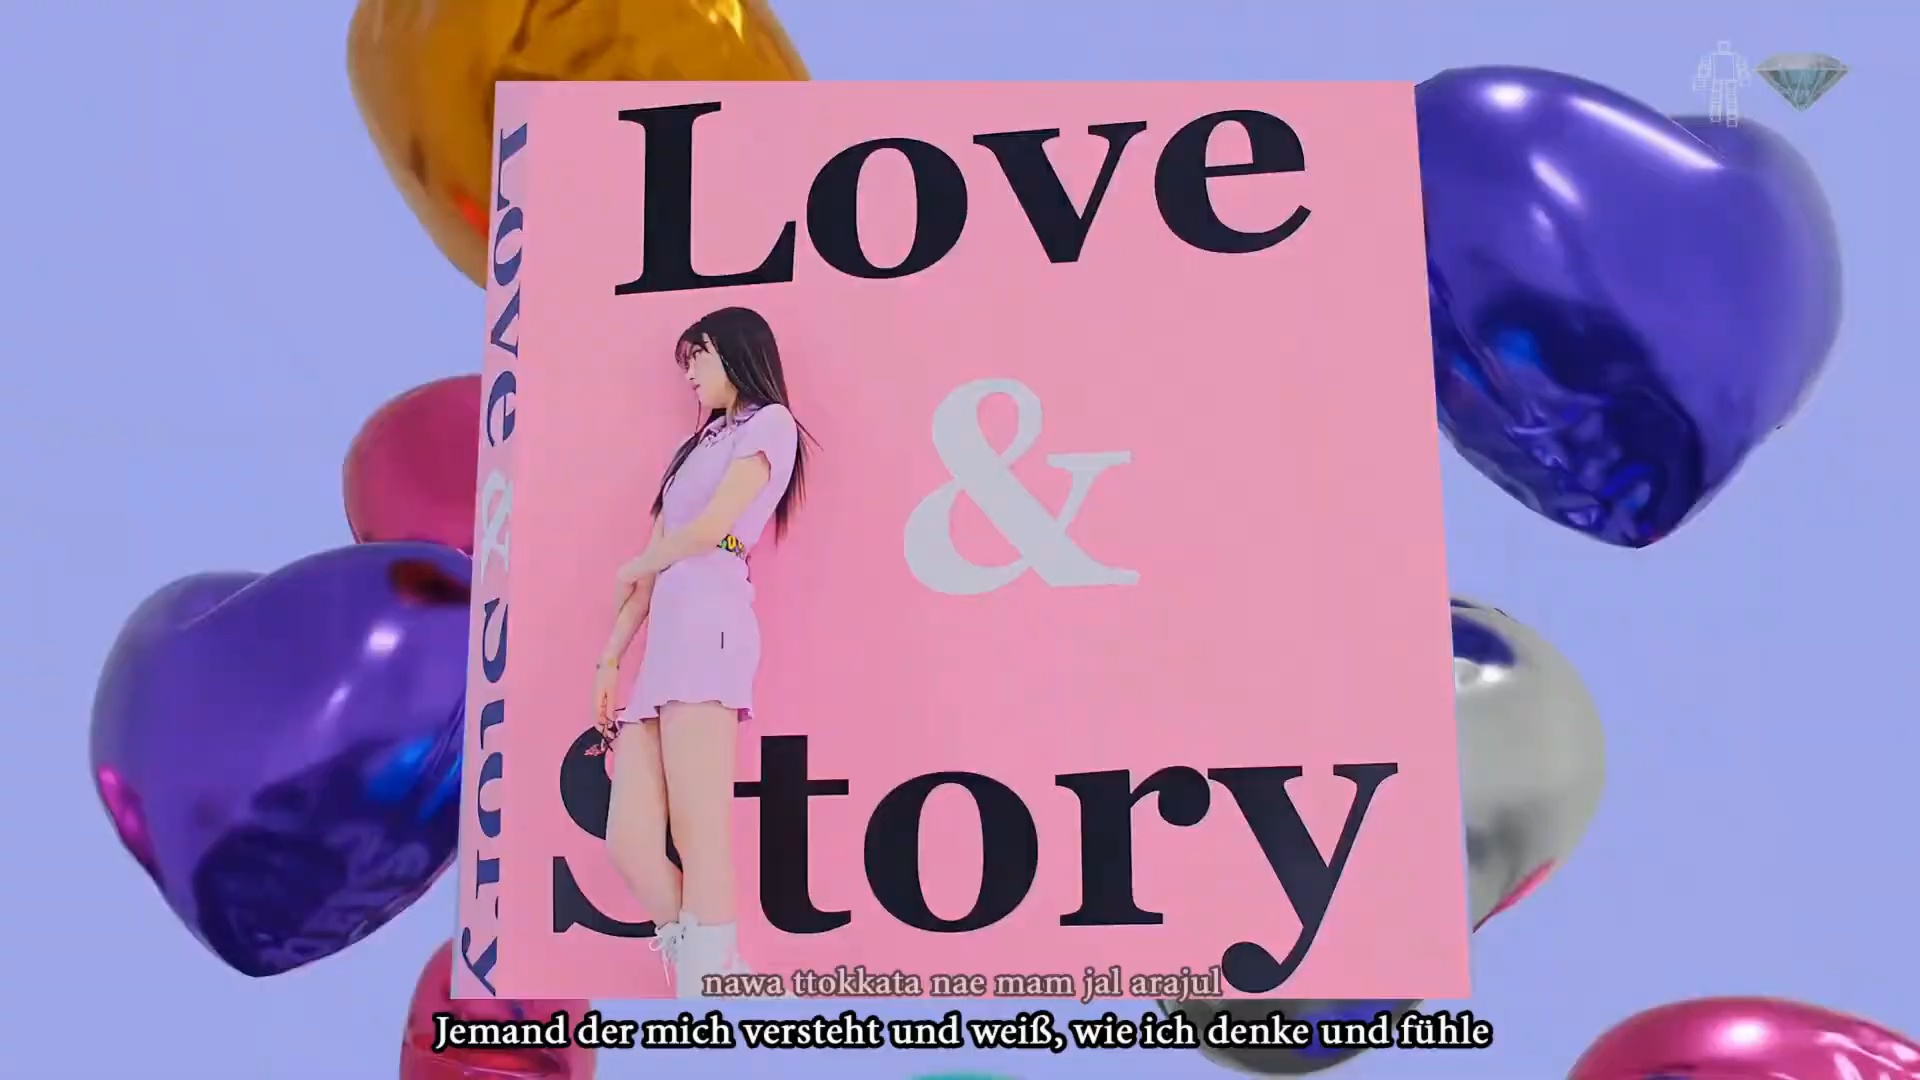 Love
&
Story
Love & Story
nawa ttokkata nae mam jal arajul
Jemand der mich versteht und weiß, wie ich denke und fühle